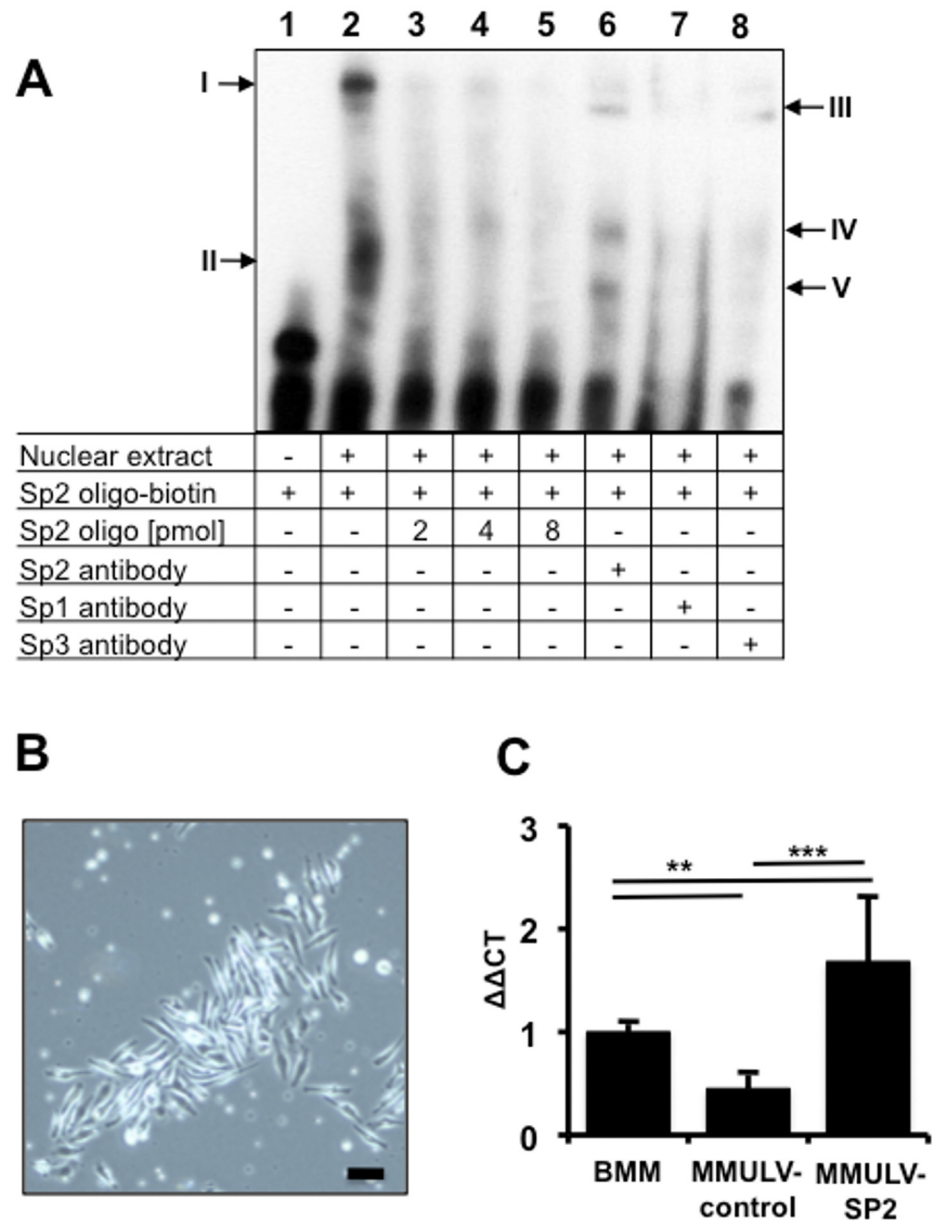 A
1 2 3 4 5 6 7 8
I
II
III
IV
V
Nuclear extract - + + + + + + +
Sp2 oligo-biotin + + + + + + + +
Sp2 oligo [pmol] - - 2 4 8 - - -
Sp2 antibody - - - - - + - -
Sp1 antibody - - - - - - + -
Sp3 antibody - - - - - - - +
B
C
3
2
1
0
ΔΔCT
**
***
BMM
MMULV-
control
MMULV-
SP2